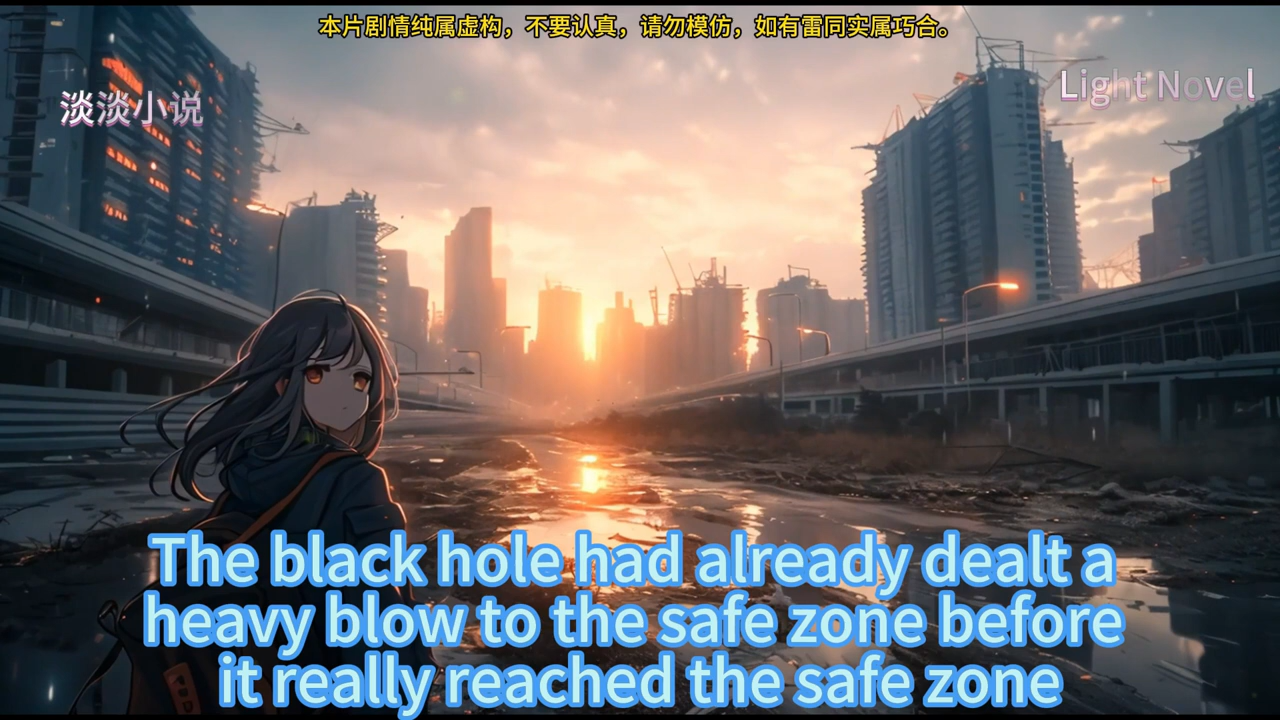 本片剧情纯属虚构，不要认真，请勿模仿，如有雷同实属巧合。
淡淡小说
Light Novel
The black hole had already dealt a
heavy blow to the safe zone before
it really reached the safe zone